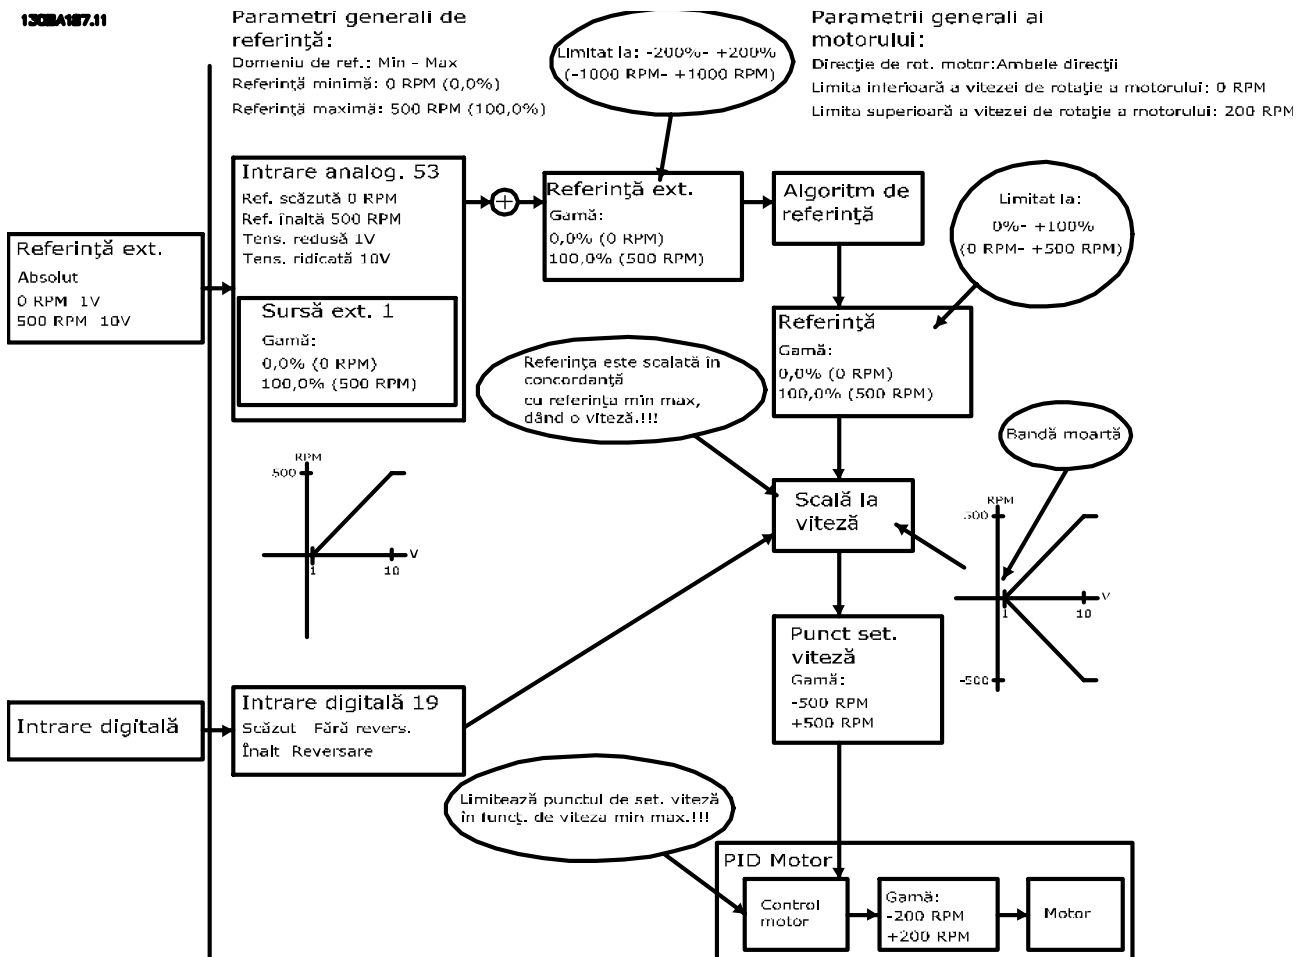 130BA187.11
Parametri generali de
referinţă:
Domeniu de ref.: Min - Max
Referinţă minimă: 0 RPM (0,0%)
Referinţă maximă: 500 RPM (100,0%)
Limitat la: -200%- +200%
(-1000 RPM- +1000 RPM)
Parametrii generali ai
motorului:
Direcţie de rot. motor:Ambele direcţii
Limita inferioară a vitezei de rotaţie a motorului: 0 RPM
Limita superioară a vitezei de rotaţie a motorului: 200 RPM
Referinţă ext.
Absolut
0 RPM 1V
500 RPM 10V
Intrare analog. 53
Ref. scăzută 0 RPM
Ref. înaltă 500 RPM
Tens. redusă 1V
Tens. ridicată 10V
Sursă ext. 1
Gamă:
0,0% (0 RPM)
100,0% (500 RPM)
+
Referinţă ext.
Gamă:
0,0% (0 RPM)
100,0% (500 RPM)
Algoritm de
referinţă
Limitat la:
0%- +100%
(0 RPM- +500 RPM)
Referinţă
Gamă:
0,0% (0 RPM)
100,0% (500 RPM)
Referinţa este scalată în
concordanţă
cu referinţa min max,
dând o viteză.!!!
Bandă moartă
RPM
500
V
1
10
Scală la
viteză
RPM
500
V
1
10
-500
Punct set.
viteză
Gamă:
-500 RPM
+500 RPM
Intrare digitală
Intrare digitală 19
Scăzut Fără revers.
Înalt Reversare
Limitează punctul de set. viteză
în funcţ. de viteza min max.!!!
PID Motor
Control
motor
Gamă:
-200 RPM
+200 RPM
Motor